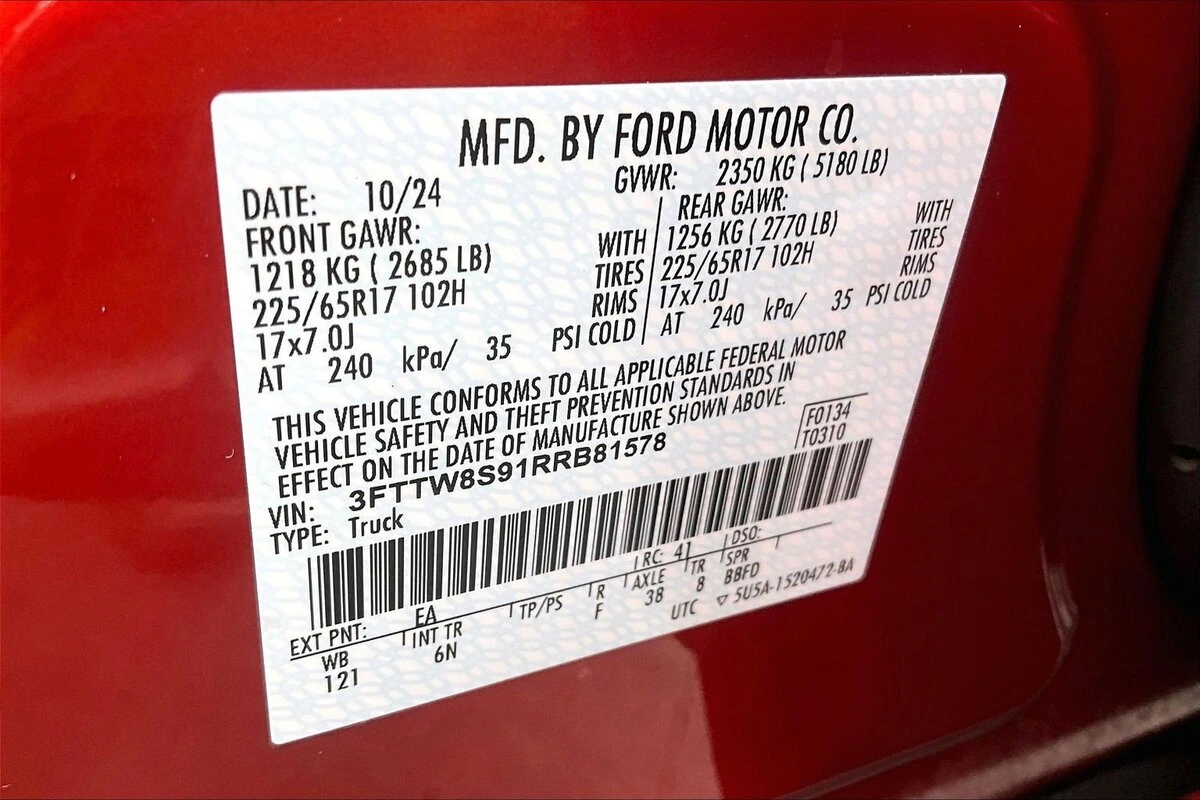 MFD. BY FORD MOTOR CO.
DATE: 10/24 GVWR: 2350 KG ( 5180 LB)
FRONT GAWR: REAR GAWR:
1218 KG ( 2685 LB) WITH 1256 KG ( 2770 LB) WITH
225/65R17 102H TIRES 225/65R17 102H TIRES
17x7.0J RIMS 17x7.0J RIMS
AT 240 kPa/ 35 PSI COLD AT 240 kPa/ 35 PSI COLD
THIS VEHICLE CONFORMS TO ALL APPLICABLE FEDERAL MOTOR
VEHICLE SAFETY AND THEFT PREVENTION STANDARDS IN
EFFECT ON THE DATE OF MANUFACTURE SHOWN ABOVE.
F0134
T0310
VIN: 3FTTW8S91RRB81578
TYPE: Truck
EXT PNT: EA RC: 41 DSO:
WB INT TR TP/PS R AXLE TR SPR
121 6N F 38 8 BBFD
UTC ▽ 5U5A-1520472-BA